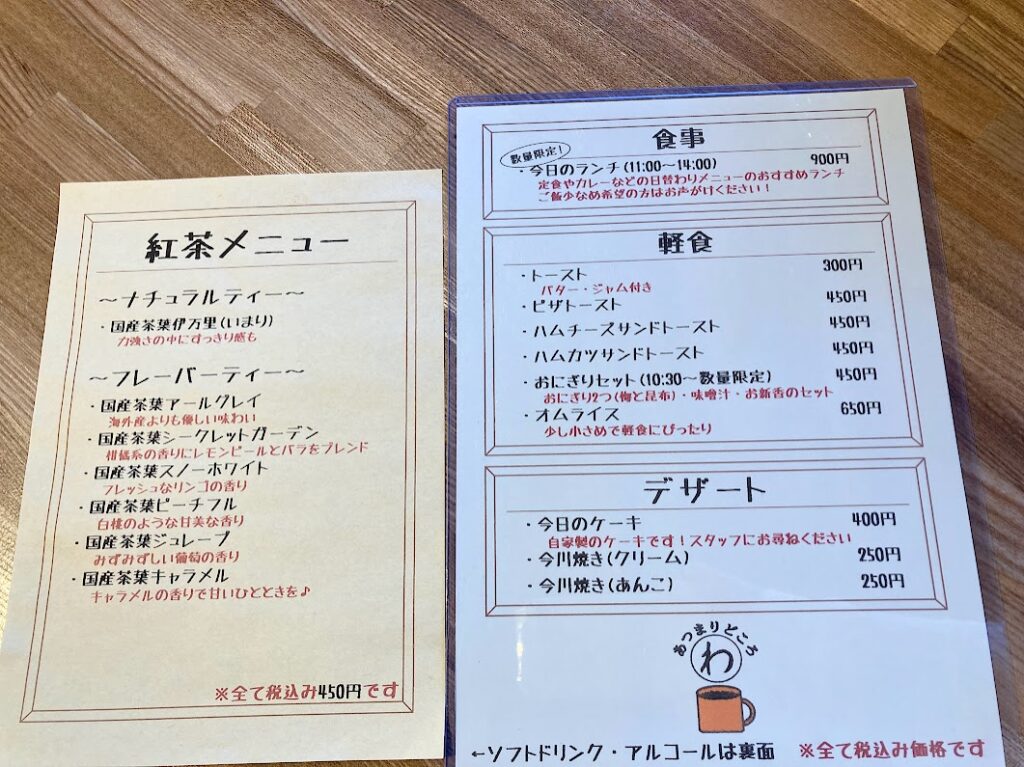 紅茶メニュー
～ナチュラルティー～
・国産茶葉伊万里(いまり)
力強さの中にすっきり感も
～フレーバーティー～
・国産茶葉アールグレイ
海外産よりも優しい味わい
・国産茶葉シークレットガーデン
柑橘系の香りにレモンピールとバラをブレンド
・国産茶葉スノーホワイト
フレッシュなリンゴの香り
・国産茶葉ピーチフル
白桃のような甘美な香り
・国産茶葉ジュレープ
みずみずしい葡萄の香り
・国産茶葉キャラメル
キャラメルの香りで甘いひとときを♪
※全て税込み450円です
食事
数量限定！
・今日のランチ(11:00～14:00) 900円
定食やカレーなどの日替わりメニューのおすすめランチ
ご飯少なめ希望の方はお声がけください！
軽食
・トースト 300円
バター・ジャム付き
・ピザトースト 450円
・ハムチーズサンドトースト 450円
・ハムカツサンドトースト 450円
・おにぎりセット(10:30～数量限定) 450円
おにぎり2つ(梅と昆布)・味噌汁・お新香のセット
・オムライス 650円
少し小さめで軽食にぴったり
デザート
・今日のケーキ 400円
自家製のケーキです！スタッフにお尋ねください
・今川焼き(クリーム) 250円
・今川焼き(あんこ) 250円
あつまりどころ
わ
←ソフトドリンク・アルコールは裏面 ※全て税込み価格です